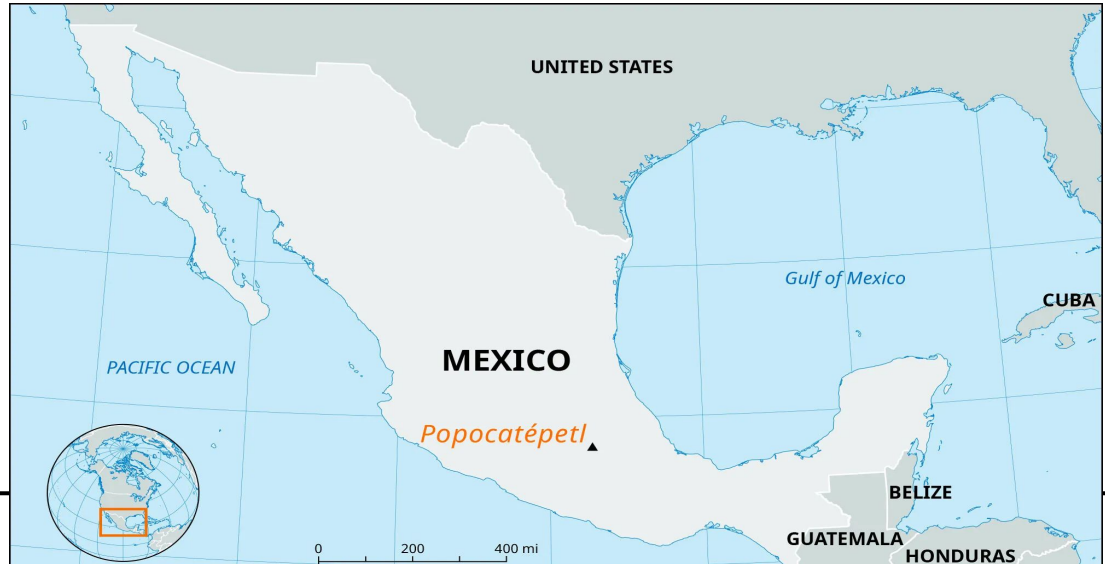 UNITED STATES
Gulf of Mexico
CUBA
MEXICO
PACIFIC OCEAN
Popocatépetl
BELIZE
GUATEMALA
HONDURAS
0 200 400 mi